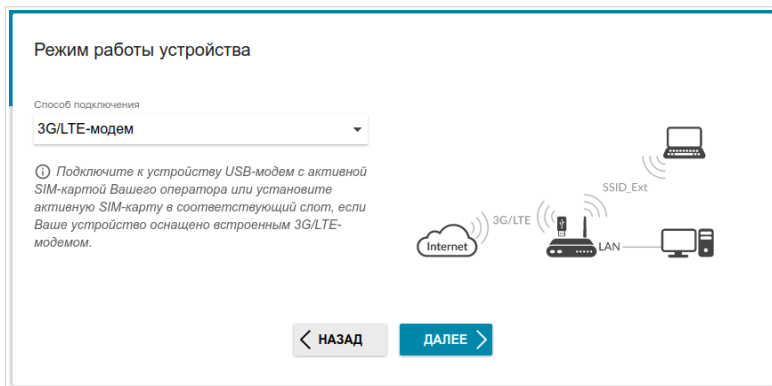 Режим работы устройства
Способ подключения
3G/LTE-модем
Подключите к устройству USB-модем с активной
SIM-картой Вашего оператора или установите
активную SIM-карту в соответствующий слот, если
Ваше устройство оснащено встроенным 3G/LTE-
модемом.
SSID_Ext
3G/LTE
Internet
LAN
НАЗАД
ДАЛЕЕ